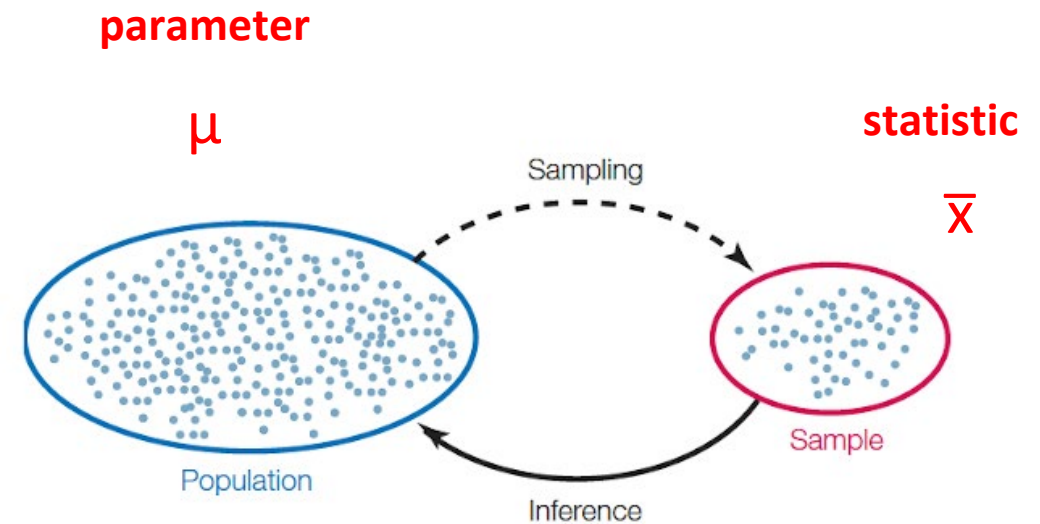 parameter
μ
statistic
x̅
Sampling
Population
Sample
Inference